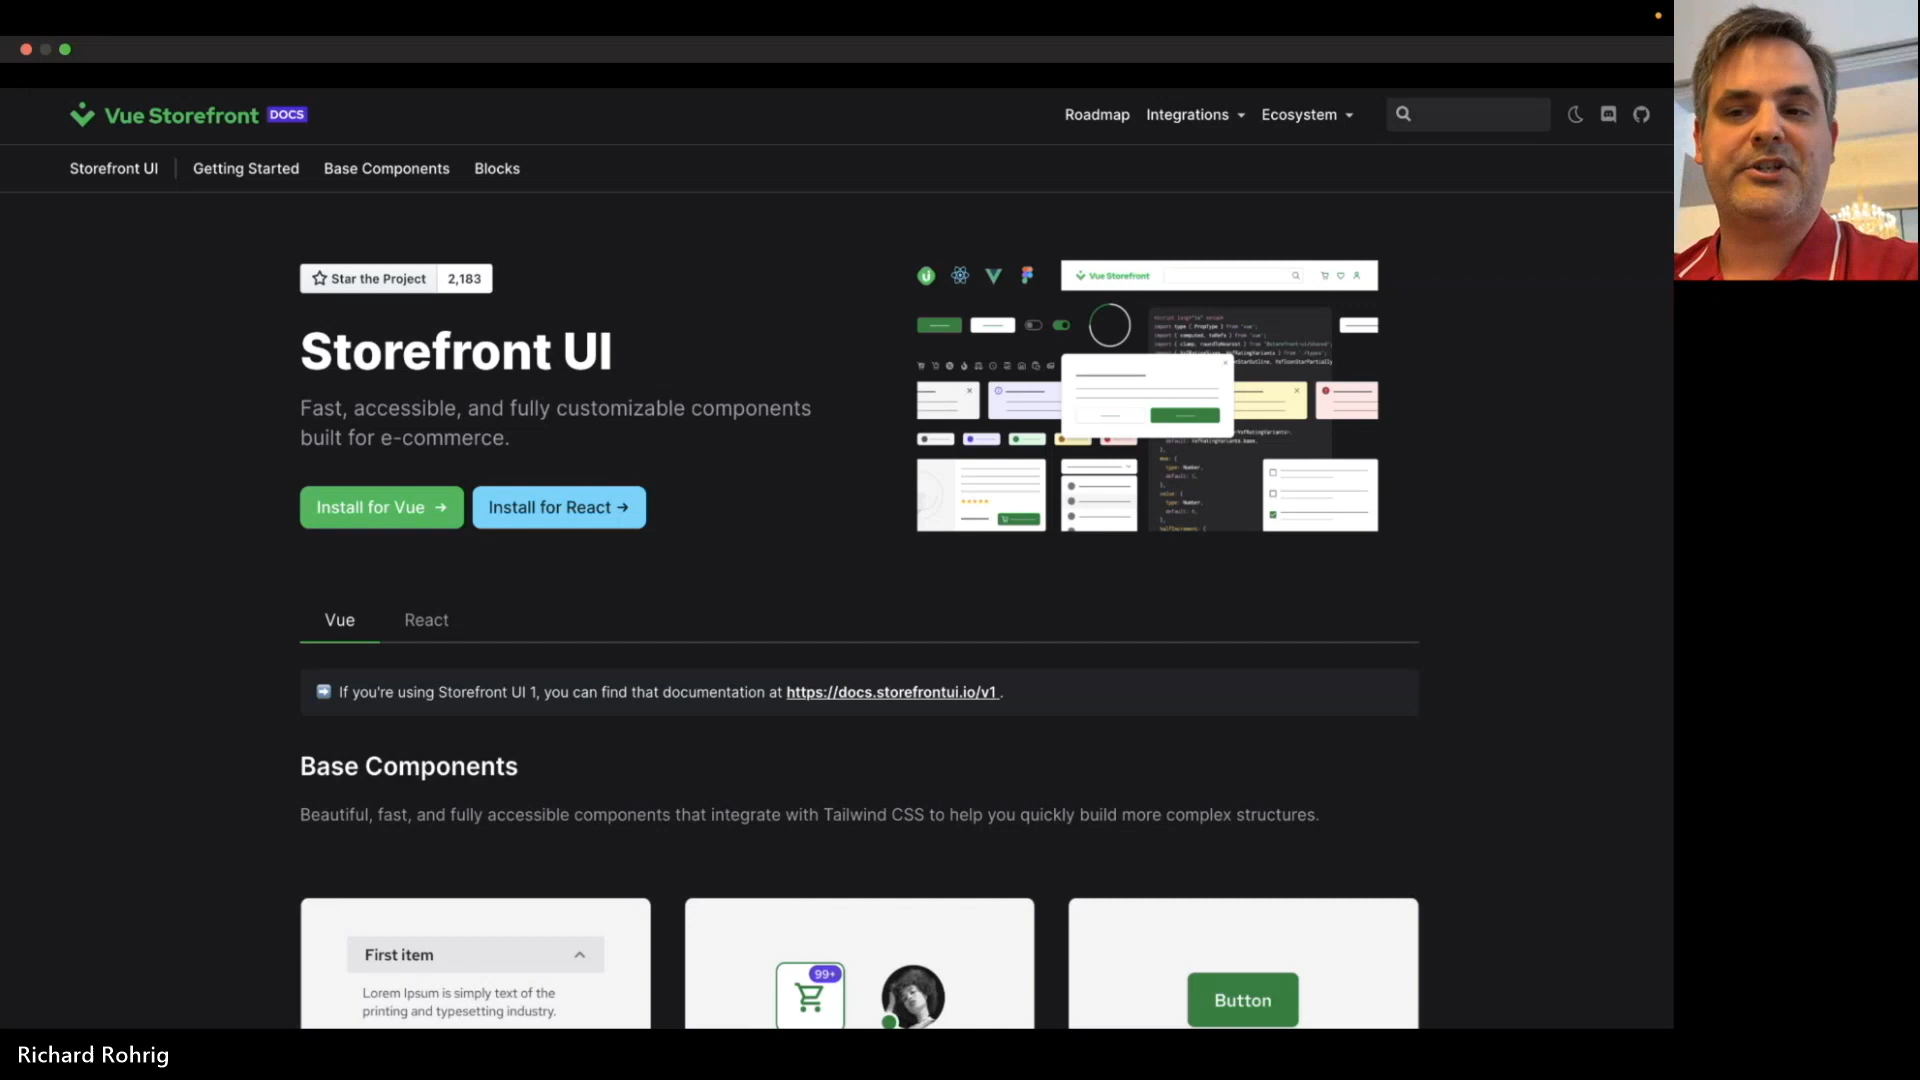 Vue Storefront DOCS
Roadmap Integrations Ecosystem
Storefront UI Getting Started Base Components Blocks
Star the Project 2,183
Vue Storefront
Storefront UI
Fast, accessible, and fully customizable components
built for e-commerce.
Install for Vue → Install for React →
Vue React
If you're using Storefront UI 1, you can find that documentation at https://docs.storefrontui.io/v1 .
Base Components
Beautiful, fast, and fully accessible components that integrate with Tailwind CSS to help you quickly build more complex structures.
First item
Lorem Ipsum is simply text of the
printing and typesetting industry.
99+
Button
Richard Rohrig